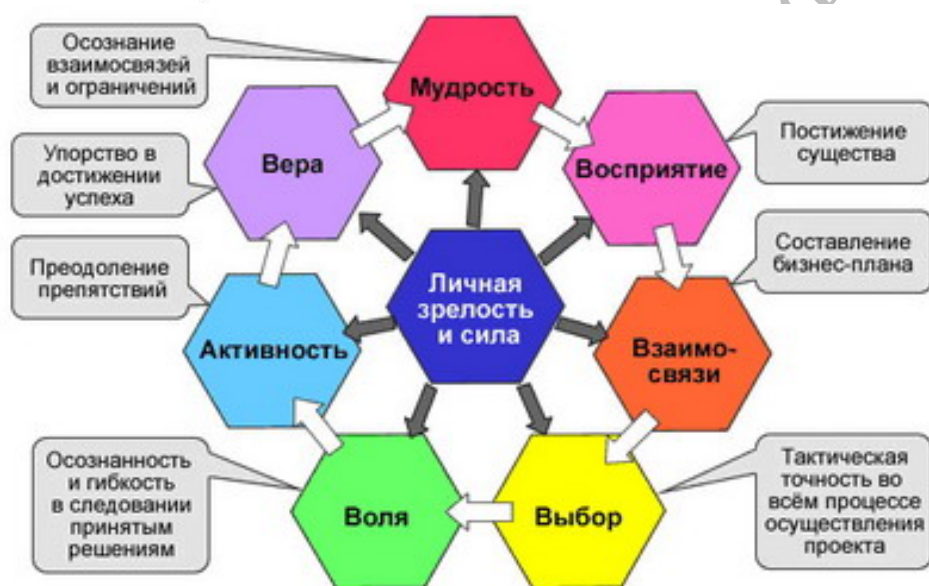 Осознание
взаимосвязей
и ограничений
Мудрость
Вера
Восприятие
Постижение
существа
Упорство в
достижении
успеха
Составление
бизнес-плана
Преодоление
препятствий
Личная
зрелость
и сила
Активность
Взаимо-
связи
Осознанность
и гибкость
в следовании
принятым
решениям
Воля
Выбор
Тактическая
точность во
всём процессе
осуществления
проекта